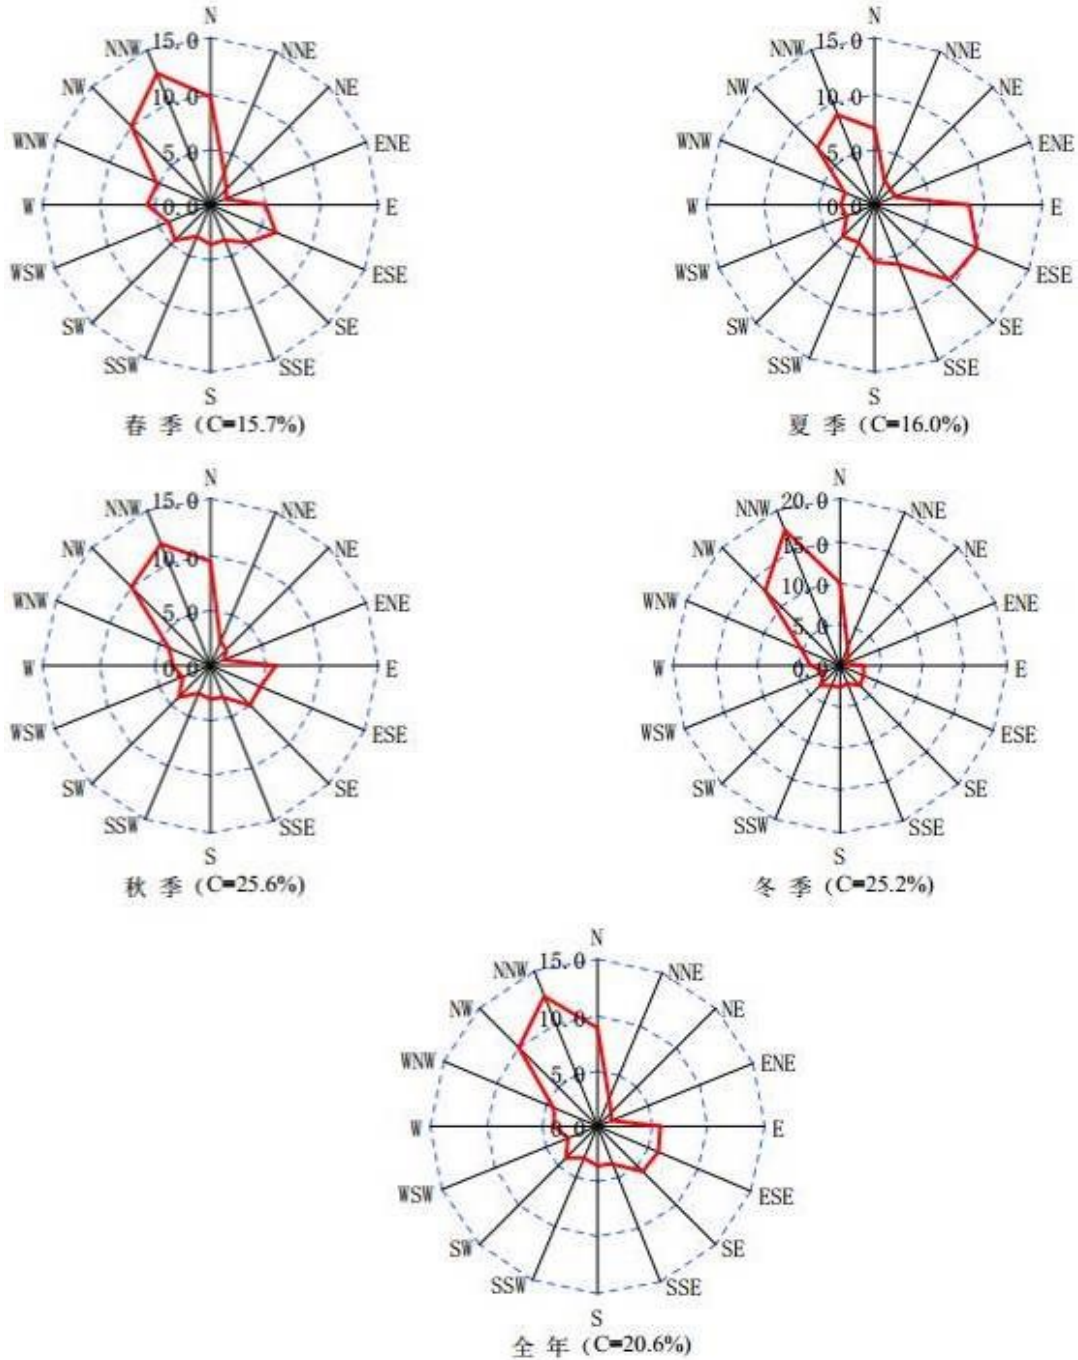 N
15.0
NNW
NNE
NW
10.0
NE
WNW
5.0
ENE
W
0.0
E
WSW
ESE
SW
SE
SSW
SSE
S
春 季 (C=15.7%)
N
15.0
NNW
NNE
NW
10.0
NE
WNW
5.0
ENE
W
0.0
E
WSW
ESE
SW
SE
SSW
SSE
S
夏 季 (C=16.0%)
N
15.0
NNW
NNE
NW
10.0
NE
WNW
5.0
ENE
W
0.0
E
WSW
ESE
SW
SE
SSW
SSE
S
秋 季 (C=25.6%)
N
20.0
NNW
NNE
NW
15.0
NE
WNW
10.0
ENE
5.0
W
0.0
E
WSW
ESE
SW
SE
SSW
SSE
S
冬 季 (C=25.2%)
N
15.0
NNW
NNE
NW
10.0
NE
WNW
5.0
ENE
W
0.0
E
WSW
ESE
SW
SE
SSW
SSE
S
全 年 (C=20.6%)